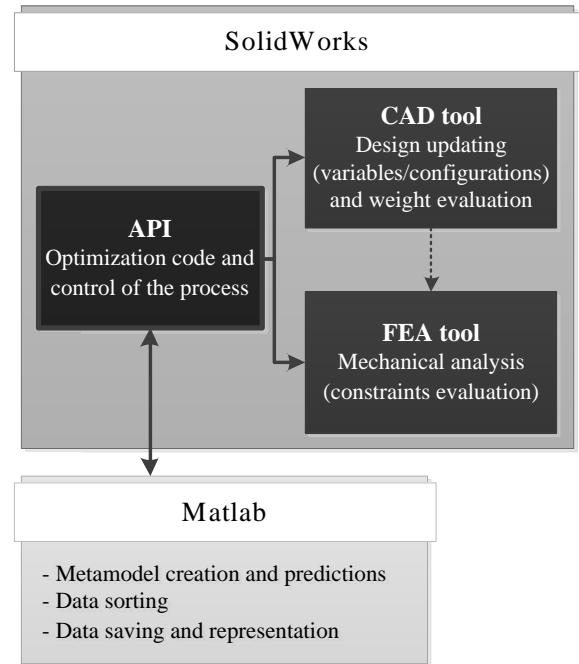 SolidWorks
API
Optimization code and
control of the process
CAD tool
Design updating
(variables/configurations)
and weight evaluation
FEA tool
Mechanical analysis
(constraints evaluation)
Matlab
- Metamodel creation and predictions
- Data sorting
- Data saving and representation